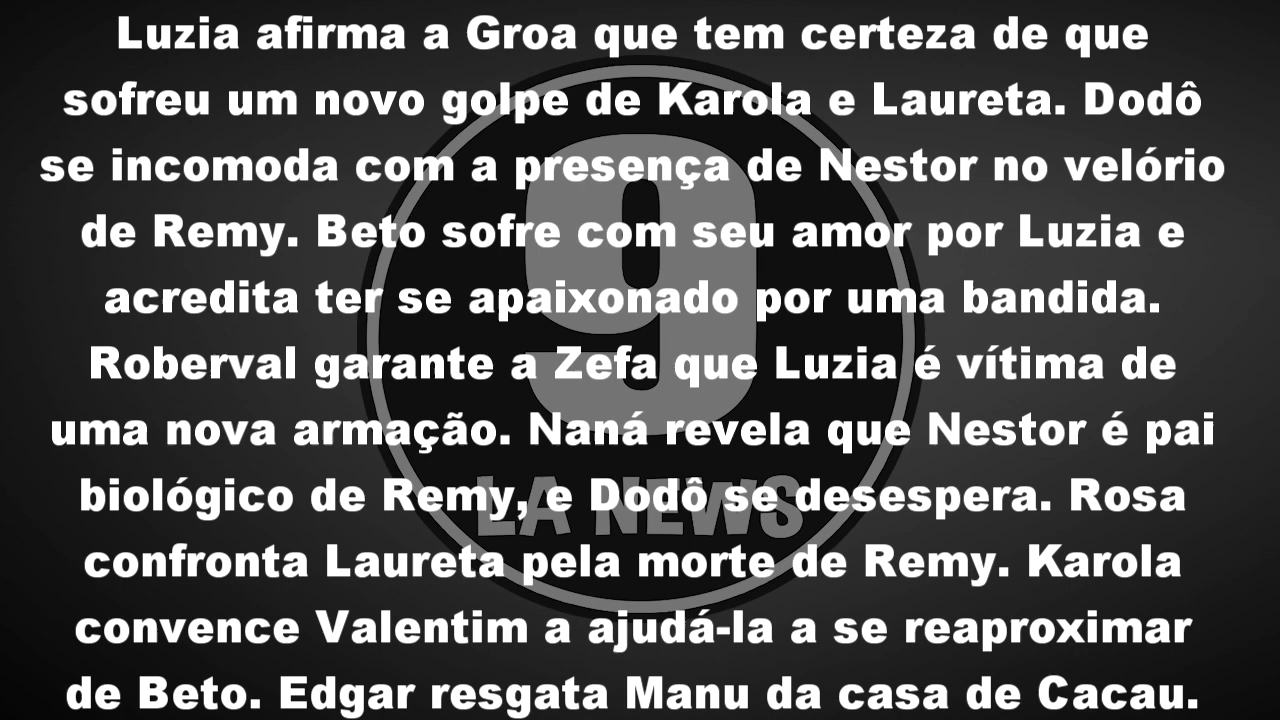 Luzia afirma a Groa que tem certeza de que
sofreu um novo golpe de Karola e Laureta. Dodô
se incomoda com a presença de Nestor no velório
de Remy. Beto sofre com seu amor por Luzia e
acredita ter se apaixonado por uma bandida.
Roberval garante a Zefa que Luzia é vítima de
uma nova armação. Naná revela que Nestor é pai
biológico de Remy, e Dodô se desespera. Rosa
confronta Laureta pela morte de Remy. Karola
convence Valentim a ajudá-la a se reaproximar
de Beto. Edgar resgata Manu da casa de Cacau.
9
LA NEWS